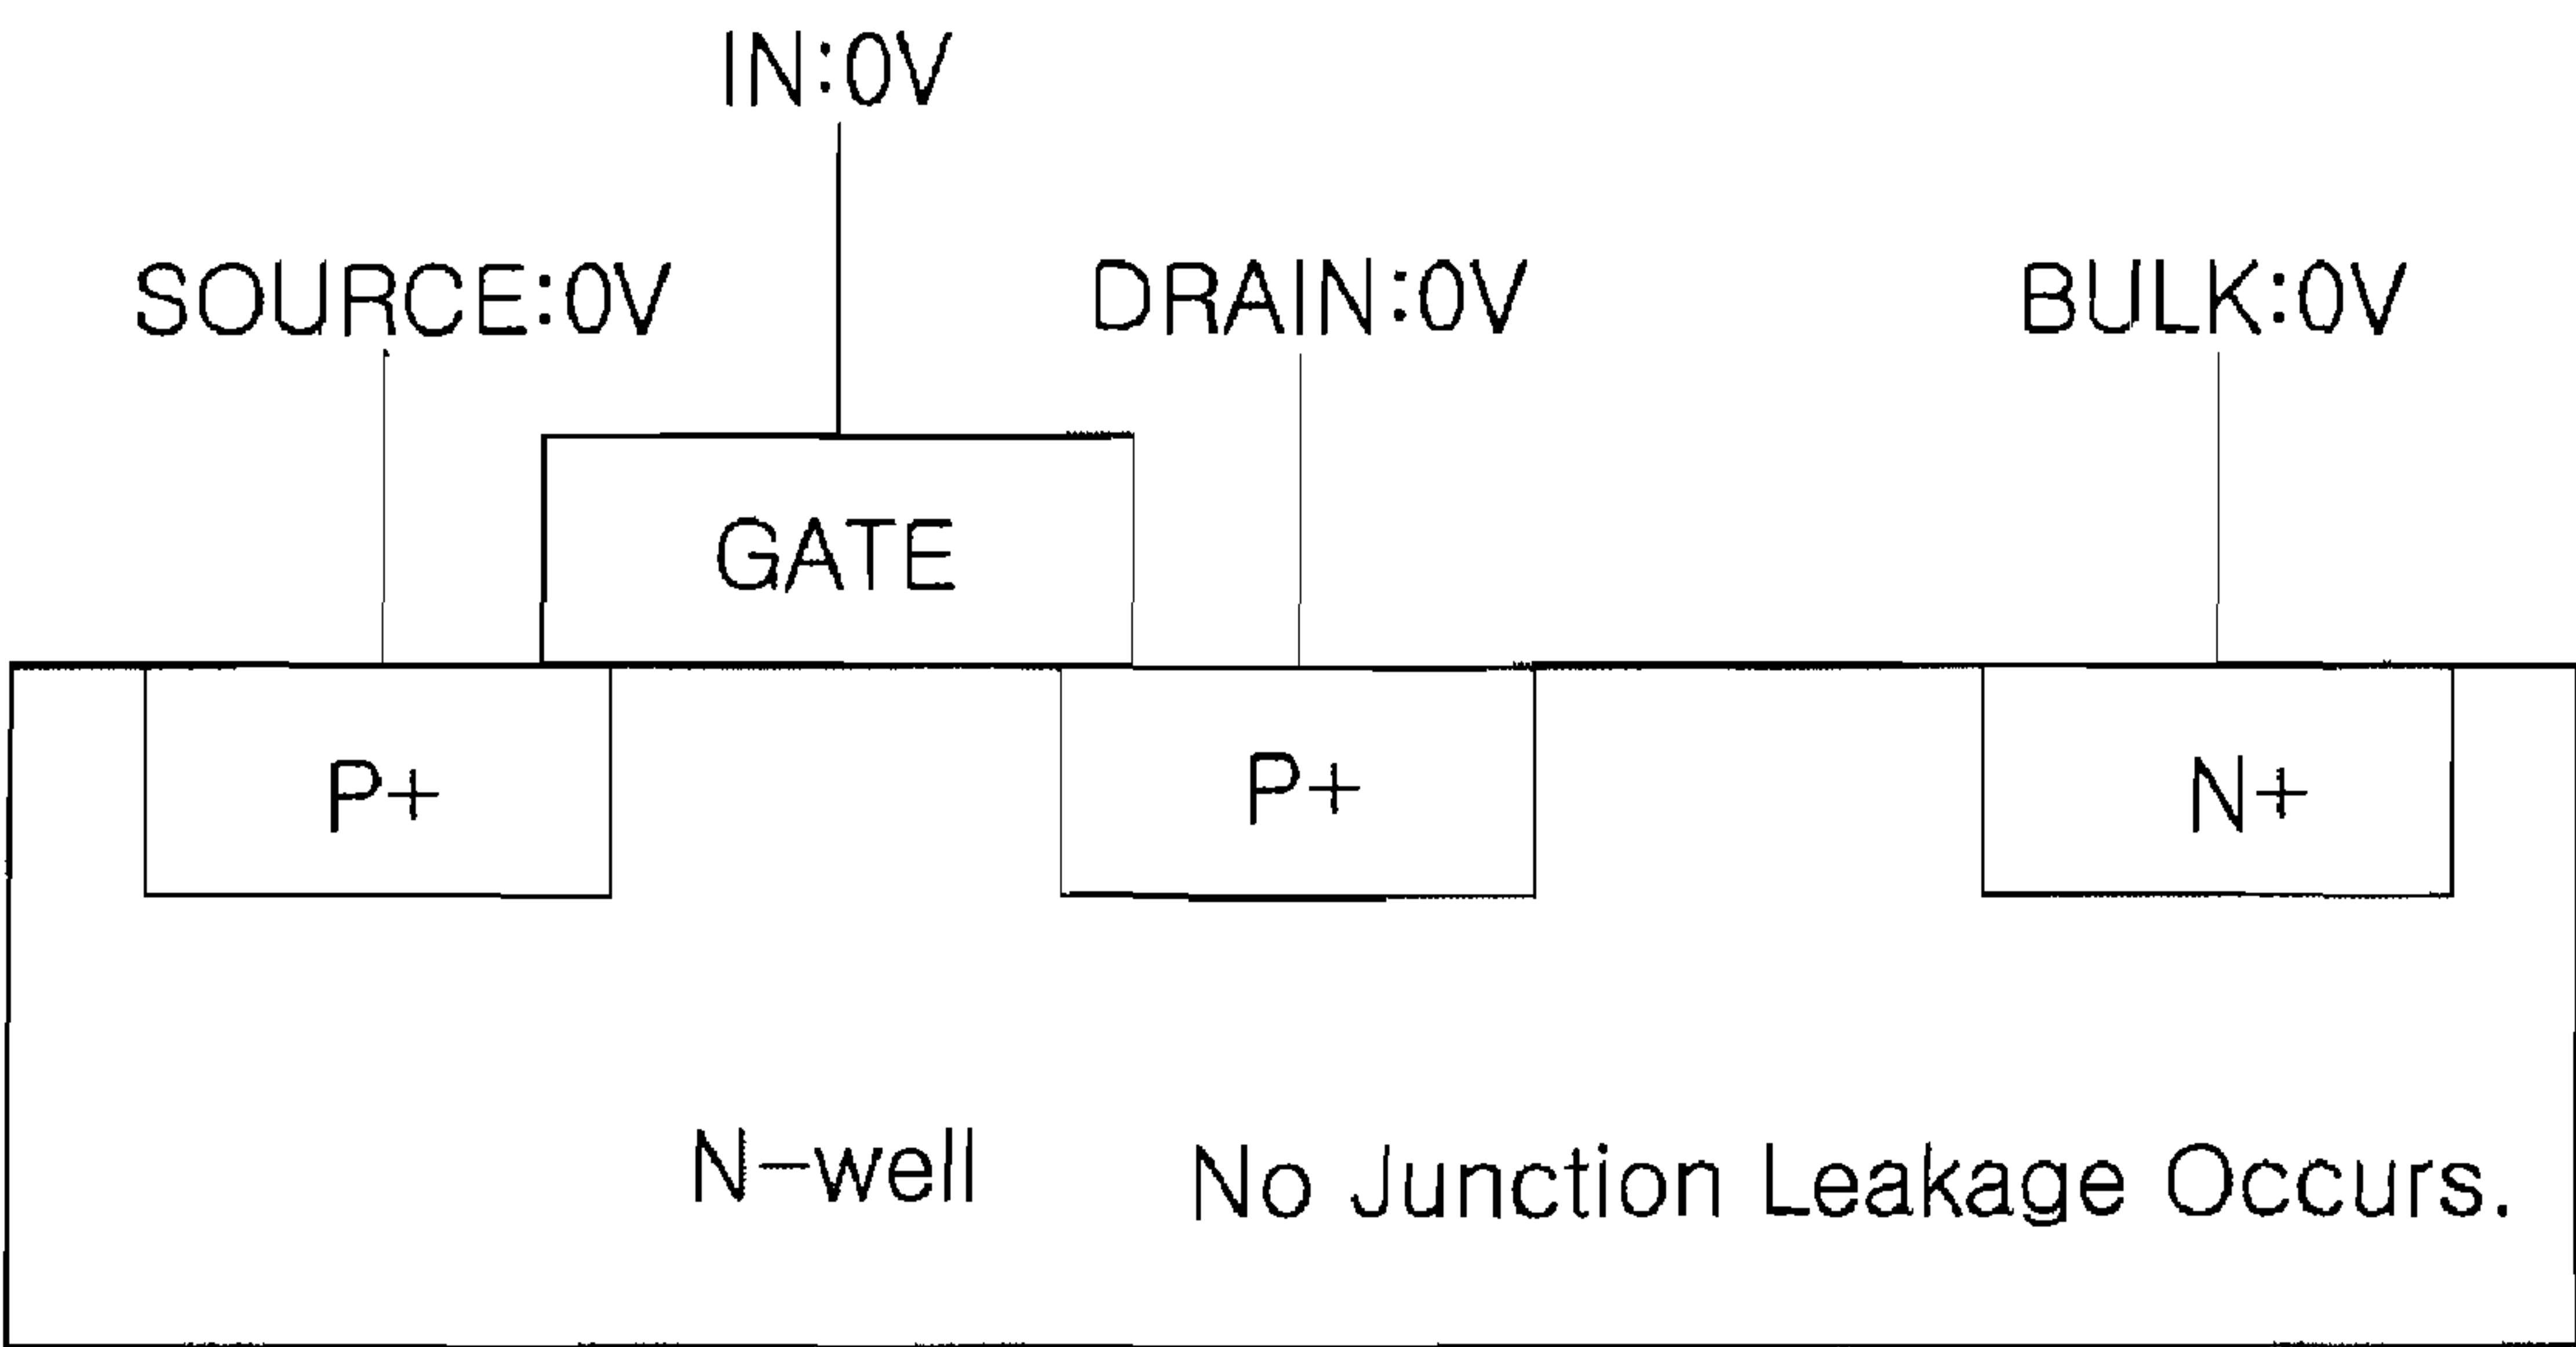 IN:0V
SOURCE:0V
DRAIN:0V
BULK:0V
GATE
P+
P+
N+
N-well
No Junction Leakage Occurs.